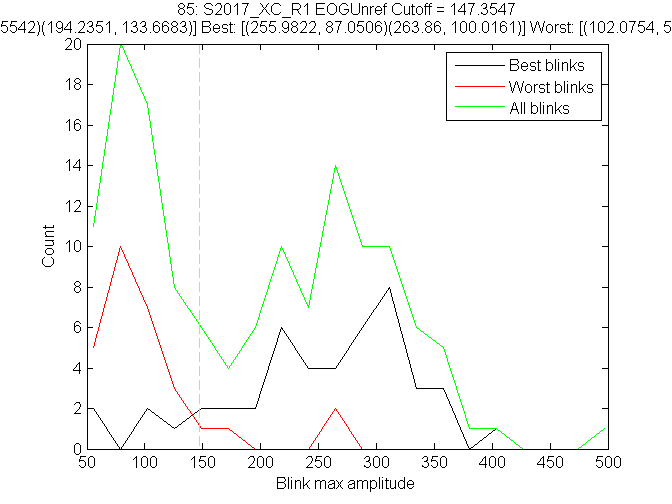 85: S2017_XC_R1 EOGUnref Cutoff = 147.3547
5542)(194.2351, 133.6683)] Best: [(255.9822, 87.0506)(263.86, 100.0161)] Worst: [(102.0754, 5
Best blinks
Worst blinks
All blinks
20
18
16
14
12
10
8
6
4
2
0
Count
50 100 150 200 250 300 350 400 450 500
Blink max amplitude